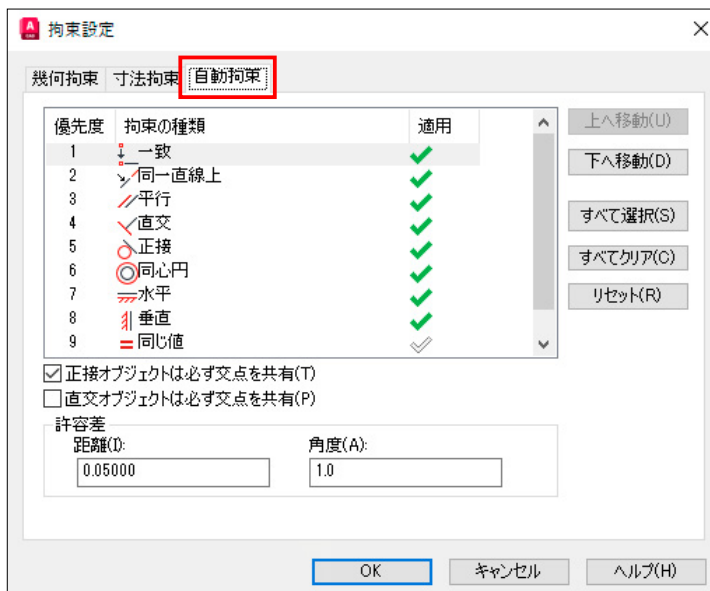 A
CAD
拘束設定
幾何拘束 寸法拘束 自動拘束
優先度 拘束の種類 適用
1 一致
2 同一直線上
3 平行
4 直交
5 正接
6 同心円
7 水平
8 垂直
9 同じ値
上へ移動(U)
下へ移動(D)
すべて選択(S)
すべてクリア(C)
リセット(R)
正接オブジェクトは必ず交点を共有(T)
直交オブジェクトは必ず交点を共有(P)
許容差
距離(I): 角度(A):
0.05000 1.0
OK キャンセル ヘルプ(H)